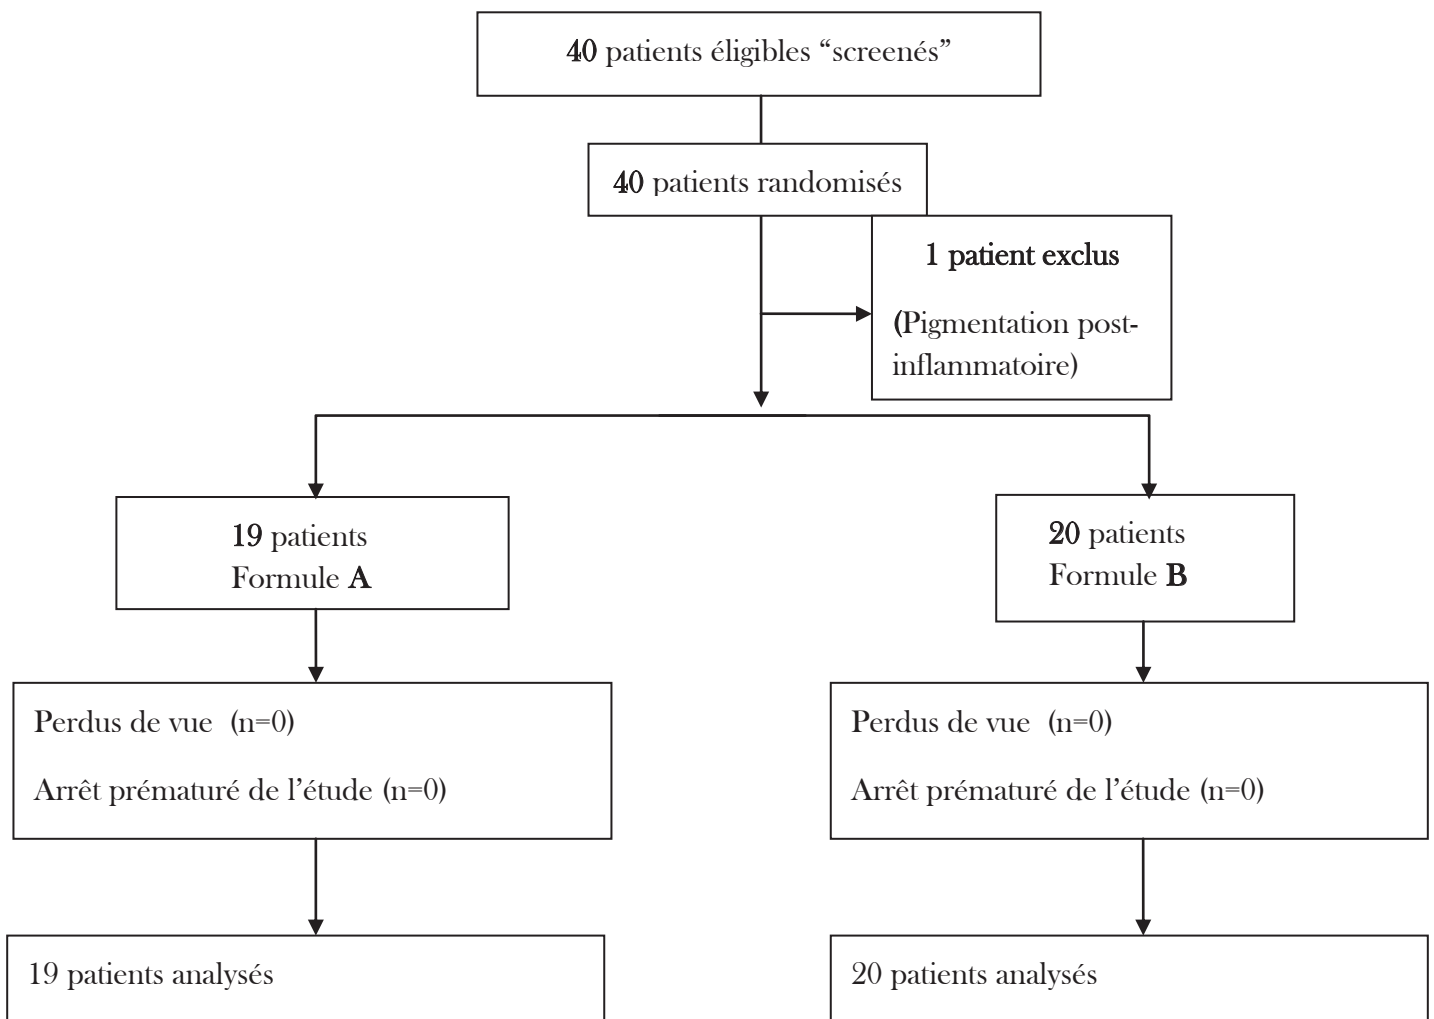 40 patients éligibles “screenés”
40 patients randomisés
1 patient exclus
(Pigmentation post-
inflammatoire)
19 patients
Formule A
20 patients
Formule B
Perdus de vue (n=0)
Arrêt prématuré de l’étude (n=0)
Perdus de vue (n=0)
Arrêt prématuré de l’étude (n=0)
19 patients analysés
20 patients analysés